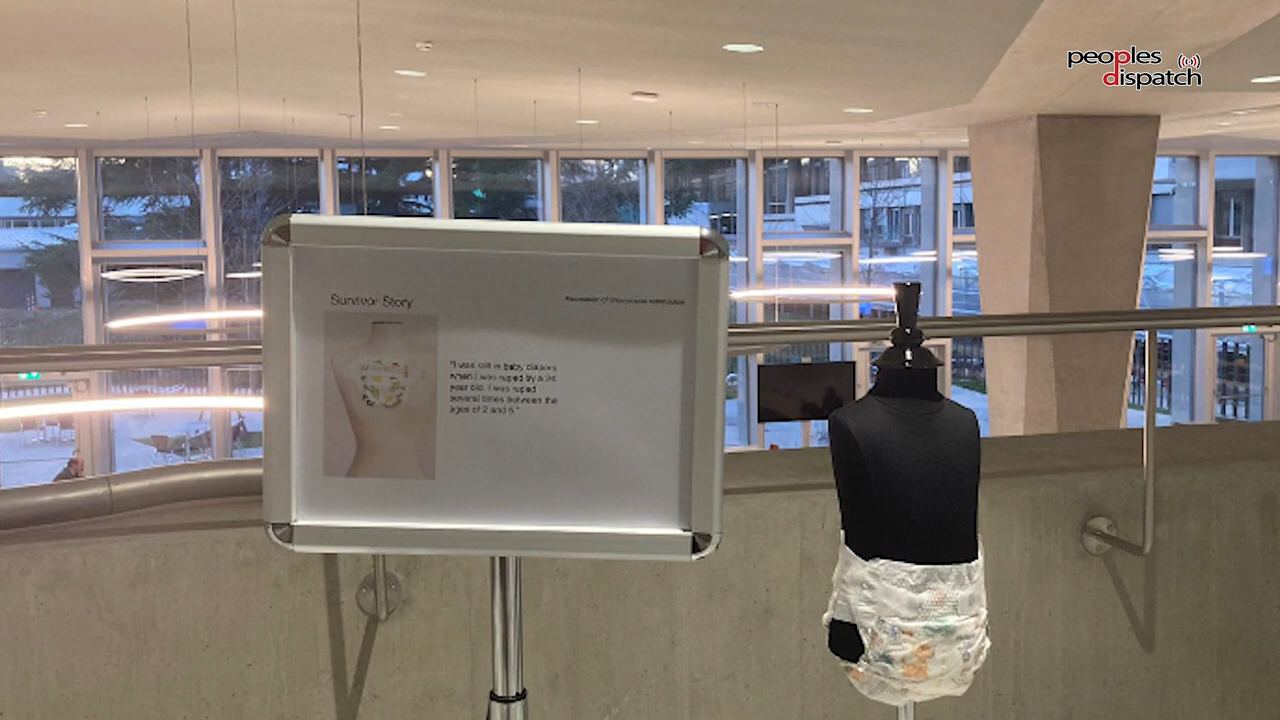 peoples
dispatch
Survivor Story
"I was still in baby diapers
when I was raped by a 24
year old. I was raped
several times between the
ages of 2 and 5."